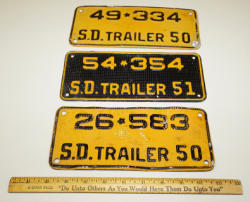 49★334
S.D. TRAILER 50
54★354
S.D. TRAILER 51
26★583
S.D. TRAILER 50
"Do Unto Others As You Would Have Them Do Unto You"